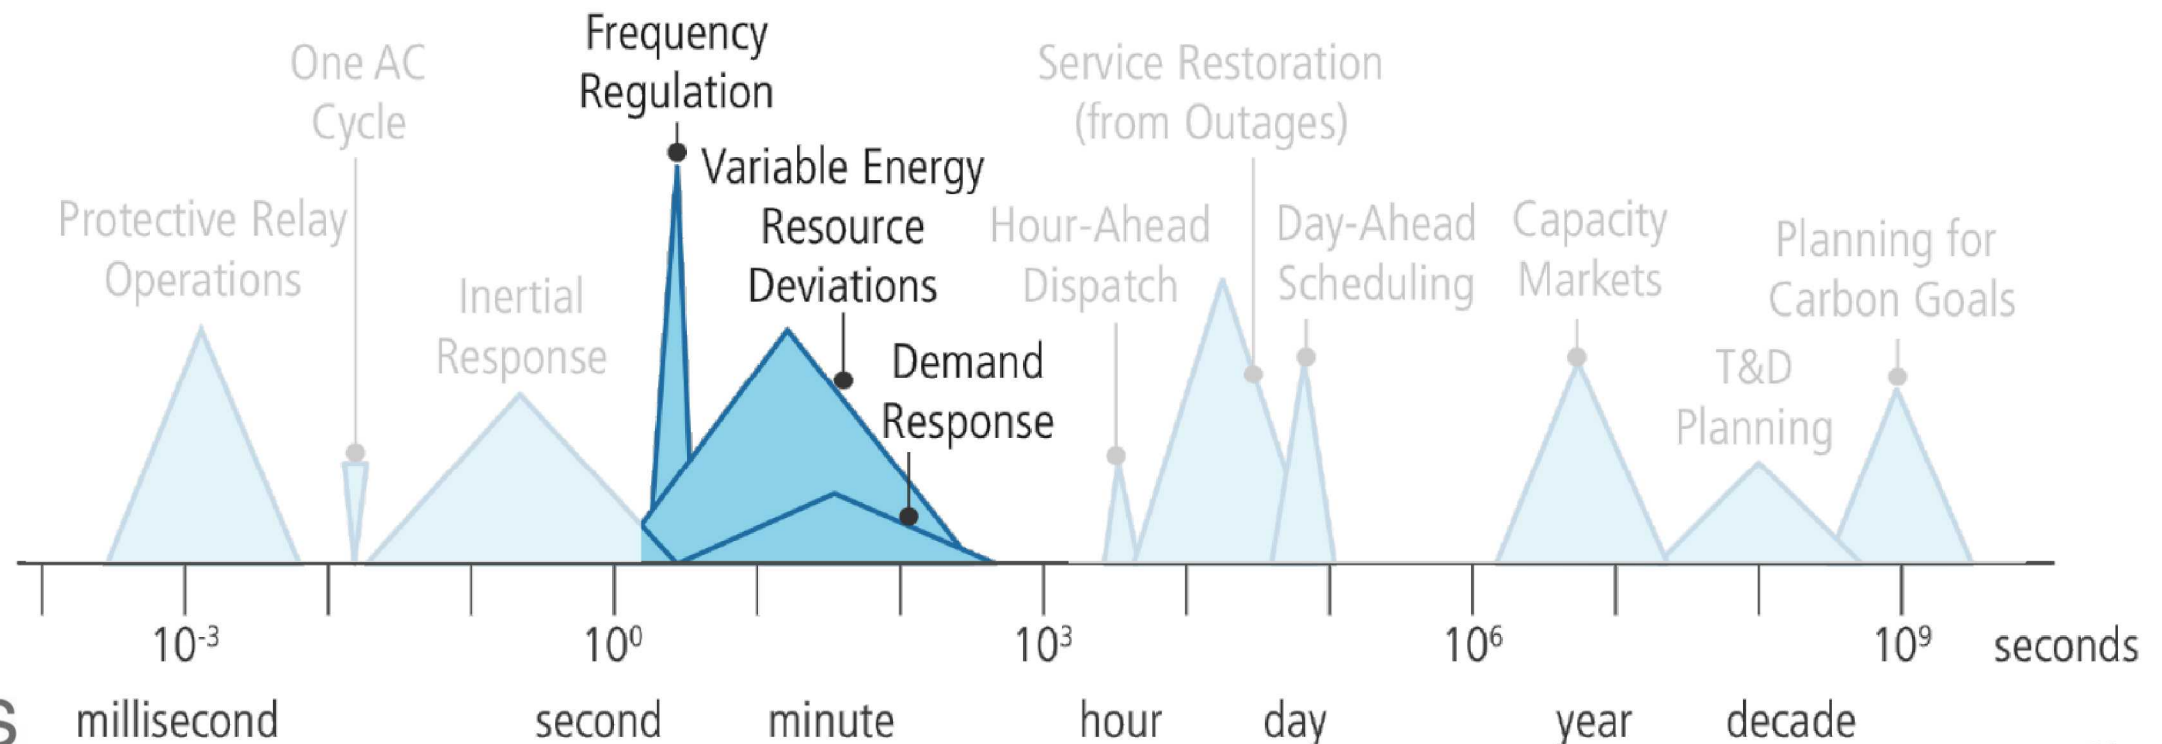 Frequency
Regulation
One AC
Cycle
Service Restoration
(from Outages)
Variable Energy
Resource
Deviations
Protective Relay
Operations
Hour-Ahead
Dispatch
Day-Ahead
Scheduling
Capacity
Markets
Planning for
Carbon Goals
Inertial
Response
Demand
Response
T&D
Planning
10⁻³ 10⁰ 10³ 10⁶ 10⁹ seconds
s millisecond second minute hour day year decade